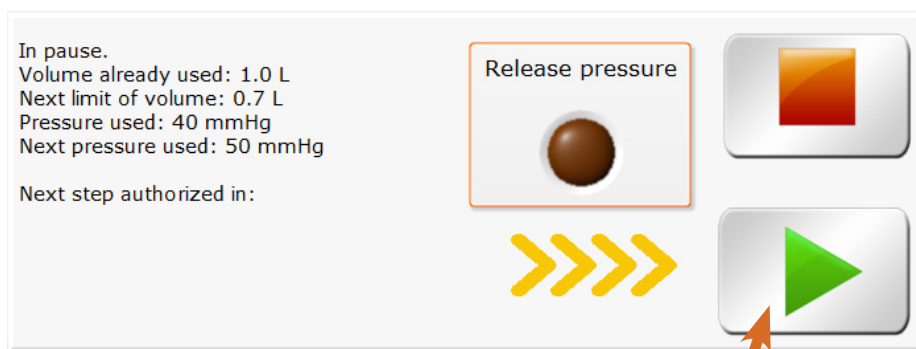 In pause.
Volume already used: 1.0 L
Next limit of volume: 0.7 L
Pressure used: 40 mmHg
Next pressure used: 50 mmHg
Next step authorized in:
Release pressure